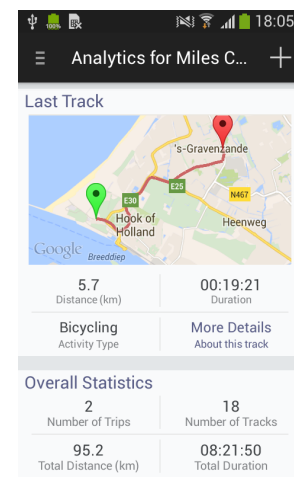 100%
18:05
Analytics for Miles C...
Last Track
's-Gravenzande
E25
E30
N467
Hook of
Holland
Heenweg
Google
Breeddiep
5.7
Distance (km)
00:19:21
Duration
Bicycling
Activity Type
More Details
About this track
Overall Statistics
2
Number of Trips
18
Number of Tracks
95.2
Total Distance (km)
08:21:50
Total Duration